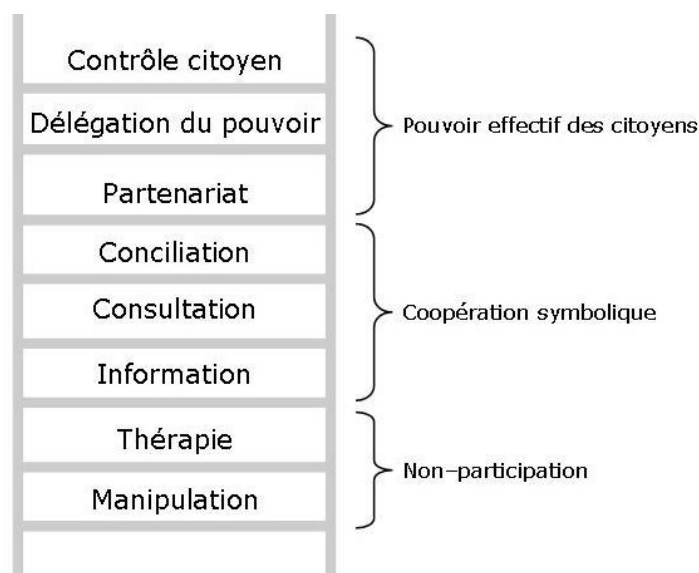 Contrôle citoyen
Délégation du pouvoir
Partenariat
Pouvoir effectif des citoyens
Conciliation
Consultation
Information
Coopération symbolique
Thérapie
Manipulation
Non-participation